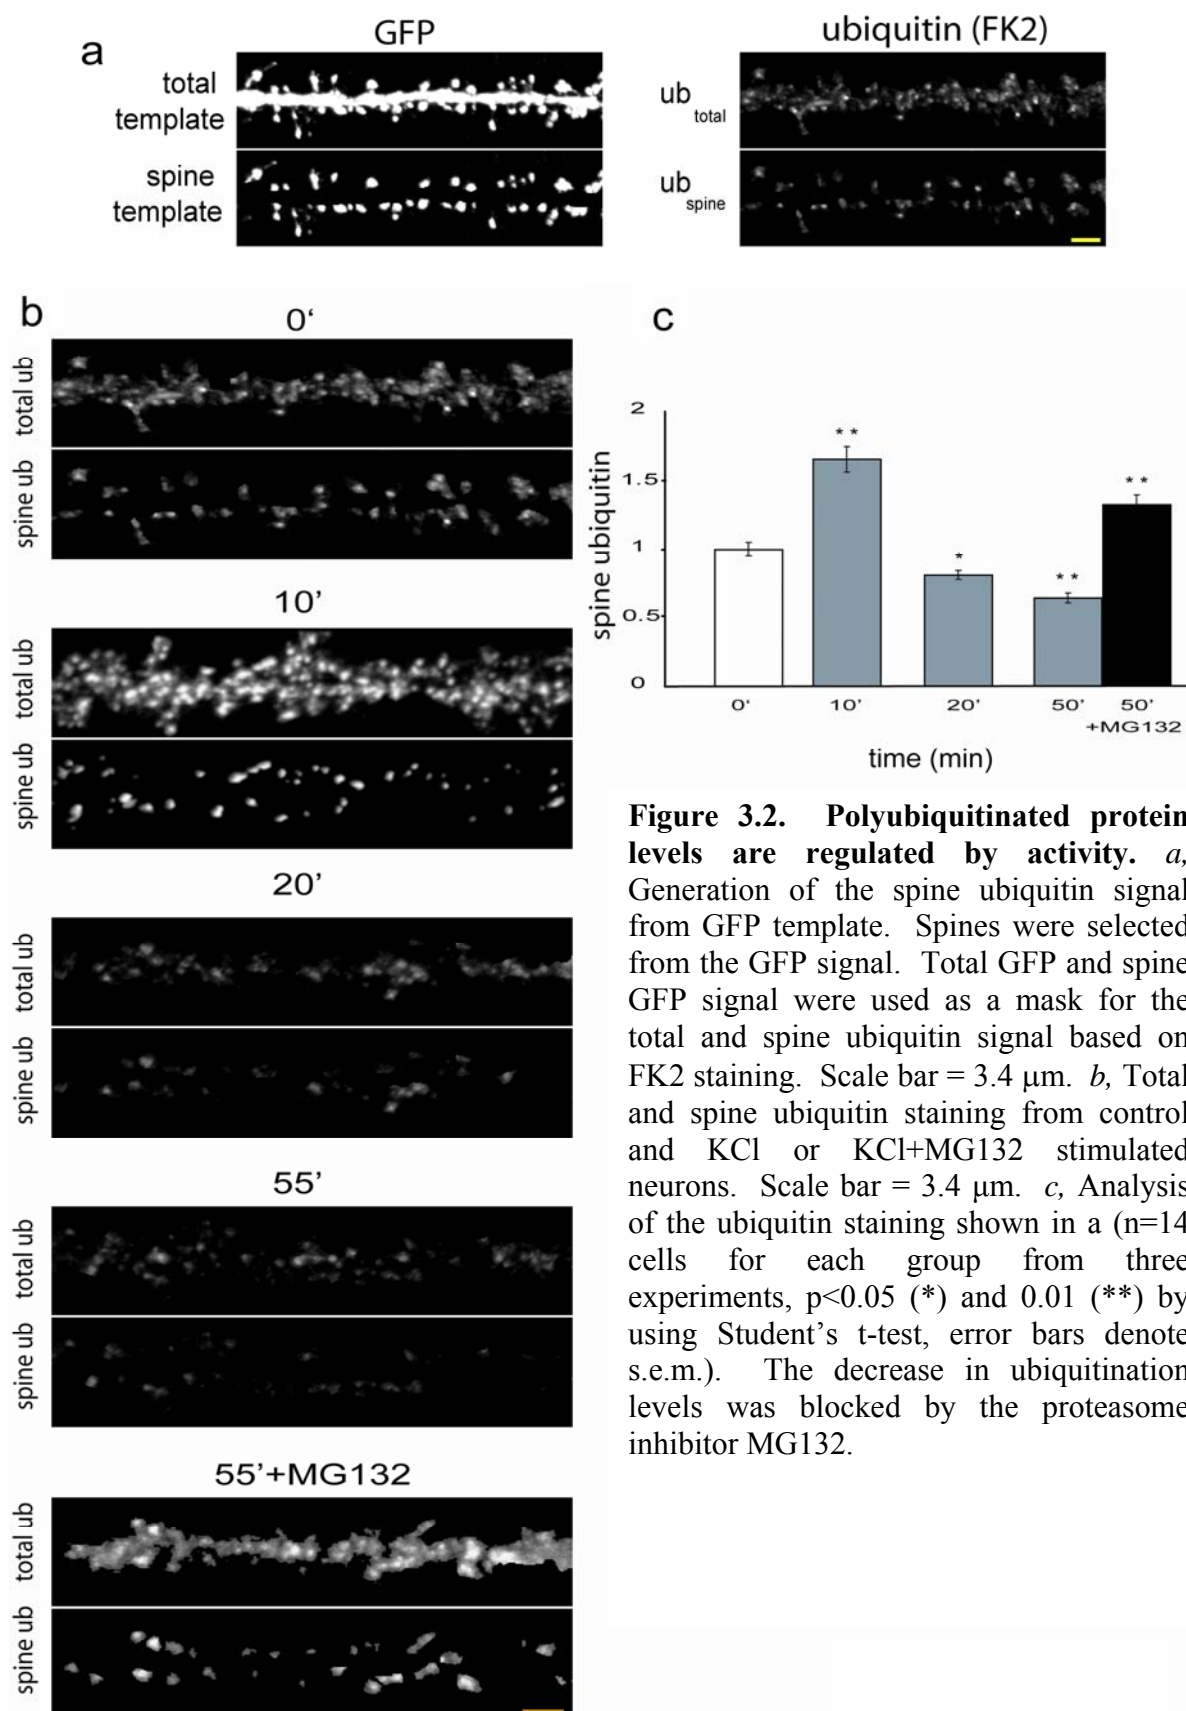 a
GFP
total
template
spine
template
ubiquitin (FK2)
ub
total
ub
spine
b
0‘
total ub
spine ub
10’
total ub
spine ub
20’
total ub
spine ub
55’
total ub
spine ub
55’+MG132
total ub
spine ub
c
spine ubiquitin
2
1.5
1
0.5
0
**
*
**
**
0‘
10’
20’
50’
50’
+MG132
time (min)
Figure 3.2. Polyubiquitinated protein
levels are regulated by activity. a,
Generation of the spine ubiquitin signal
from GFP template. Spines were selected
from the GFP signal. Total GFP and spine
GFP signal were used as a mask for the
total and spine ubiquitin signal based on
FK2 staining. Scale bar = 3.4 μm. b, Total
and spine ubiquitin staining from control
and KCl or KCl+MG132 stimulated
neurons. Scale bar = 3.4 μm. c, Analysis
of the ubiquitin staining shown in a (n=14
cells for each group from three
experiments, p<0.05 (*) and 0.01 (**) by
using Student’s t-test, error bars denote
s.e.m.). The decrease in ubiquitination
levels was blocked by the proteasome
inhibitor MG132.